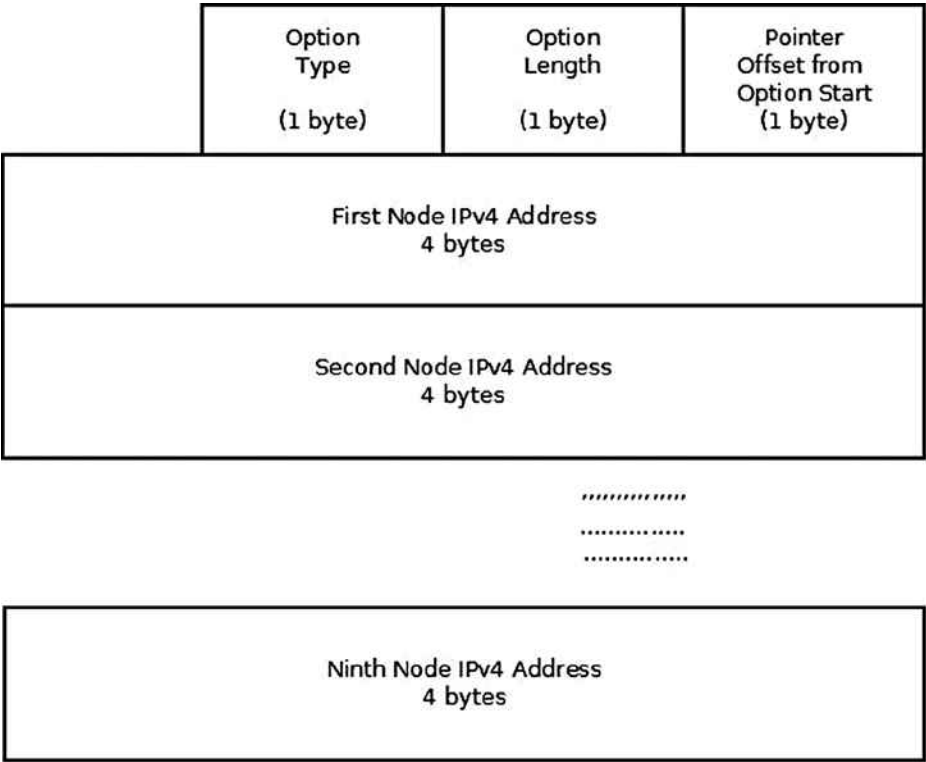 Option
Type
(1 byte)
Option
Length
(1 byte)
Pointer
Offset from
Option Start
(1 byte)
First Node IPv4 Address
4 bytes
Second Node IPv4 Address
4 bytes
,,,,,,,,,,,,,,,
...............
...............
Ninth Node IPv4 Address
4 bytes